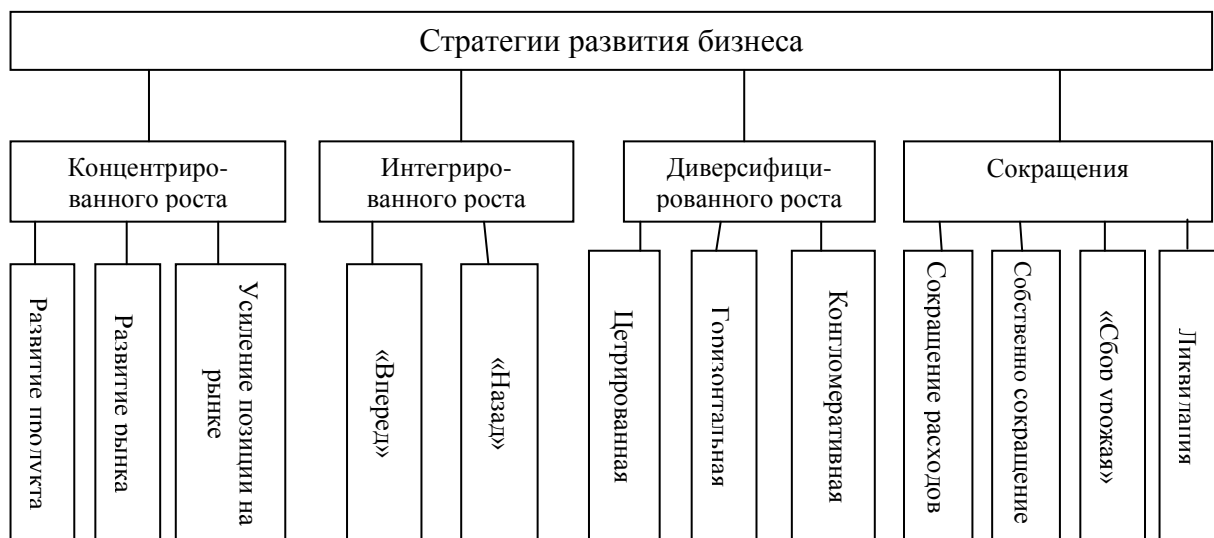 Стратегии развития бизнеса
Концентриро-
ванного роста
Интегриро-
ванного роста
Диверсифици-
рованного роста
Сокращения
Развитие продукта
Развитие рынка
Усиление позиции на
рынке
«Вперед»
«Назад»
Цетрированная
Горизонтальная
Конгломеративная
Сокращение расходов
Собственно сокращение
«Сбор урожая»
Ликвидация